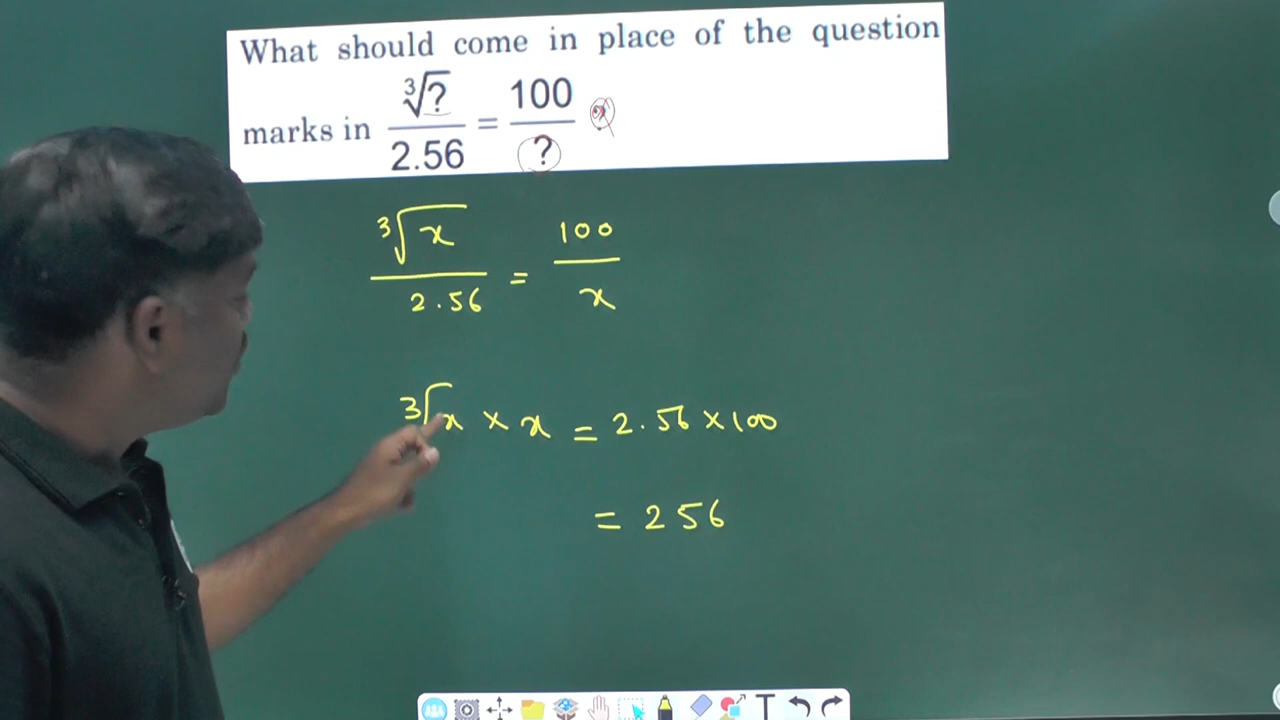 What should come in place of the question
marks in ∛? / 2.56 = 100 / ?
∛x / 2.56 = 100 / x
∛x × x = 2.56 × 100
= 256
T